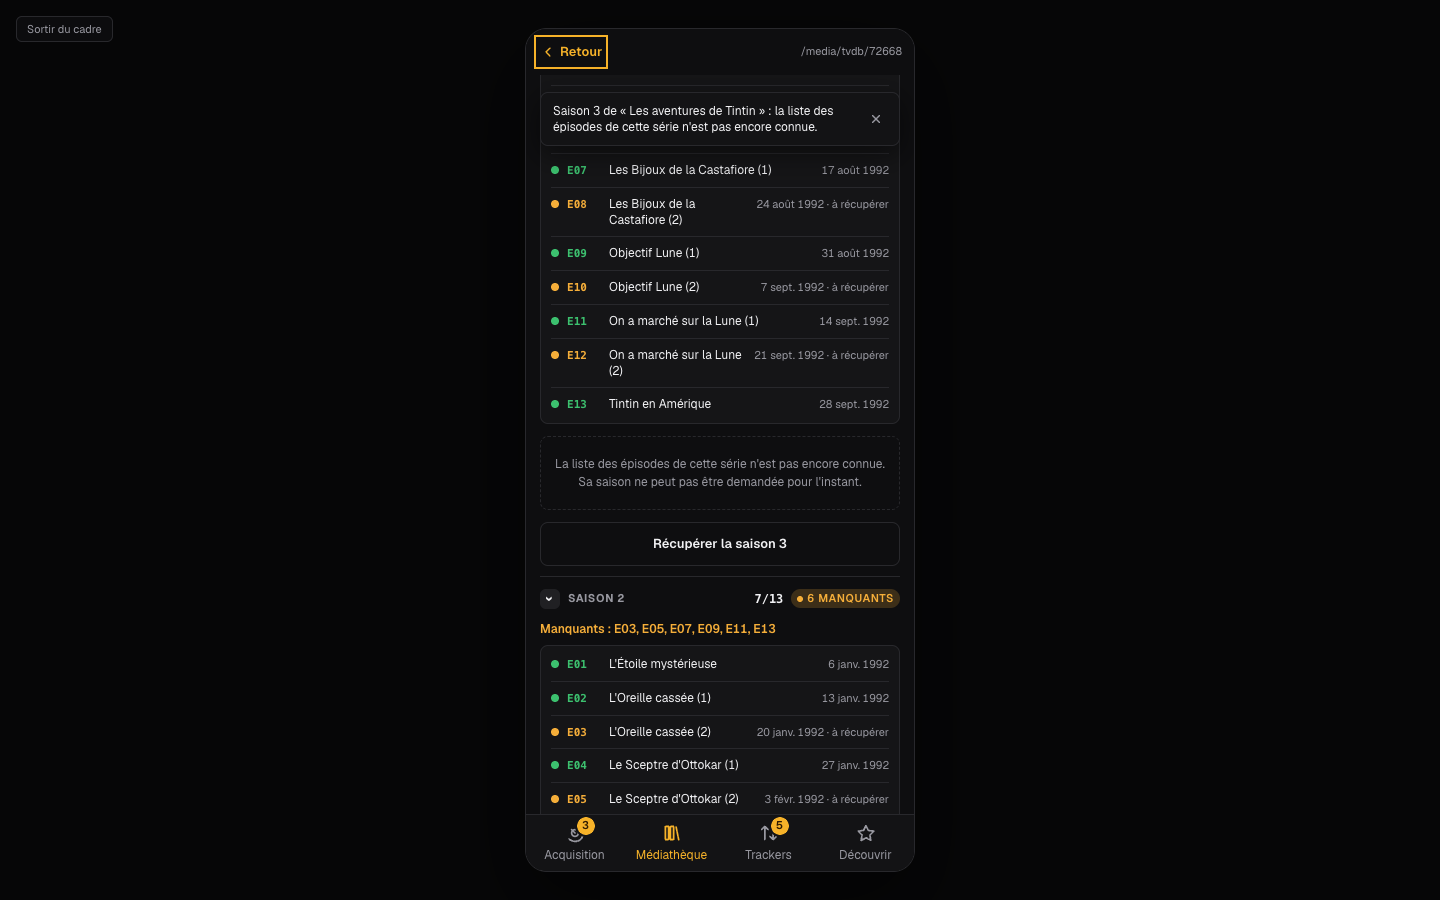 Sortir du cadre
Retour
/media/tvdb/72668
Saison 3 de « Les aventures de Tintin » : la liste des
épisodes de cette série n'est pas encore connue.
E07 Les Bijoux de la Castafiore (1) 17 août 1992
E08 Les Bijoux de la 24 août 1992 · à récupérer
Castafiore (2)
E09 Objectif Lune (1) 31 août 1992
E10 Objectif Lune (2) 7 sept. 1992 · à récupérer
E11 On a marché sur la Lune (1) 14 sept. 1992
E12 On a marché sur la Lune 21 sept. 1992 · à récupérer
(2)
E13 Tintin en Amérique 28 sept. 1992
La liste des épisodes de cette série n'est pas encore connue.
Sa saison ne peut pas être demandée pour l'instant.
Récupérer la saison 3
SAISON 2 7/13 6 MANQUANTS
Manquants : E03, E05, E07, E09, E11, E13
E01 L'Étoile mystérieuse 6 janv. 1992
E02 L'Oreille cassée (1) 13 janv. 1992
E03 L'Oreille cassée (2) 20 janv. 1992 · à récupérer
E04 Le Sceptre d'Ottokar (1) 27 janv. 1992
E05 Le Sceptre d'Ottokar (2) 3 févr. 1992 · à récupérer
3 5
Acquisition Médiathèque Trackers Découvrir